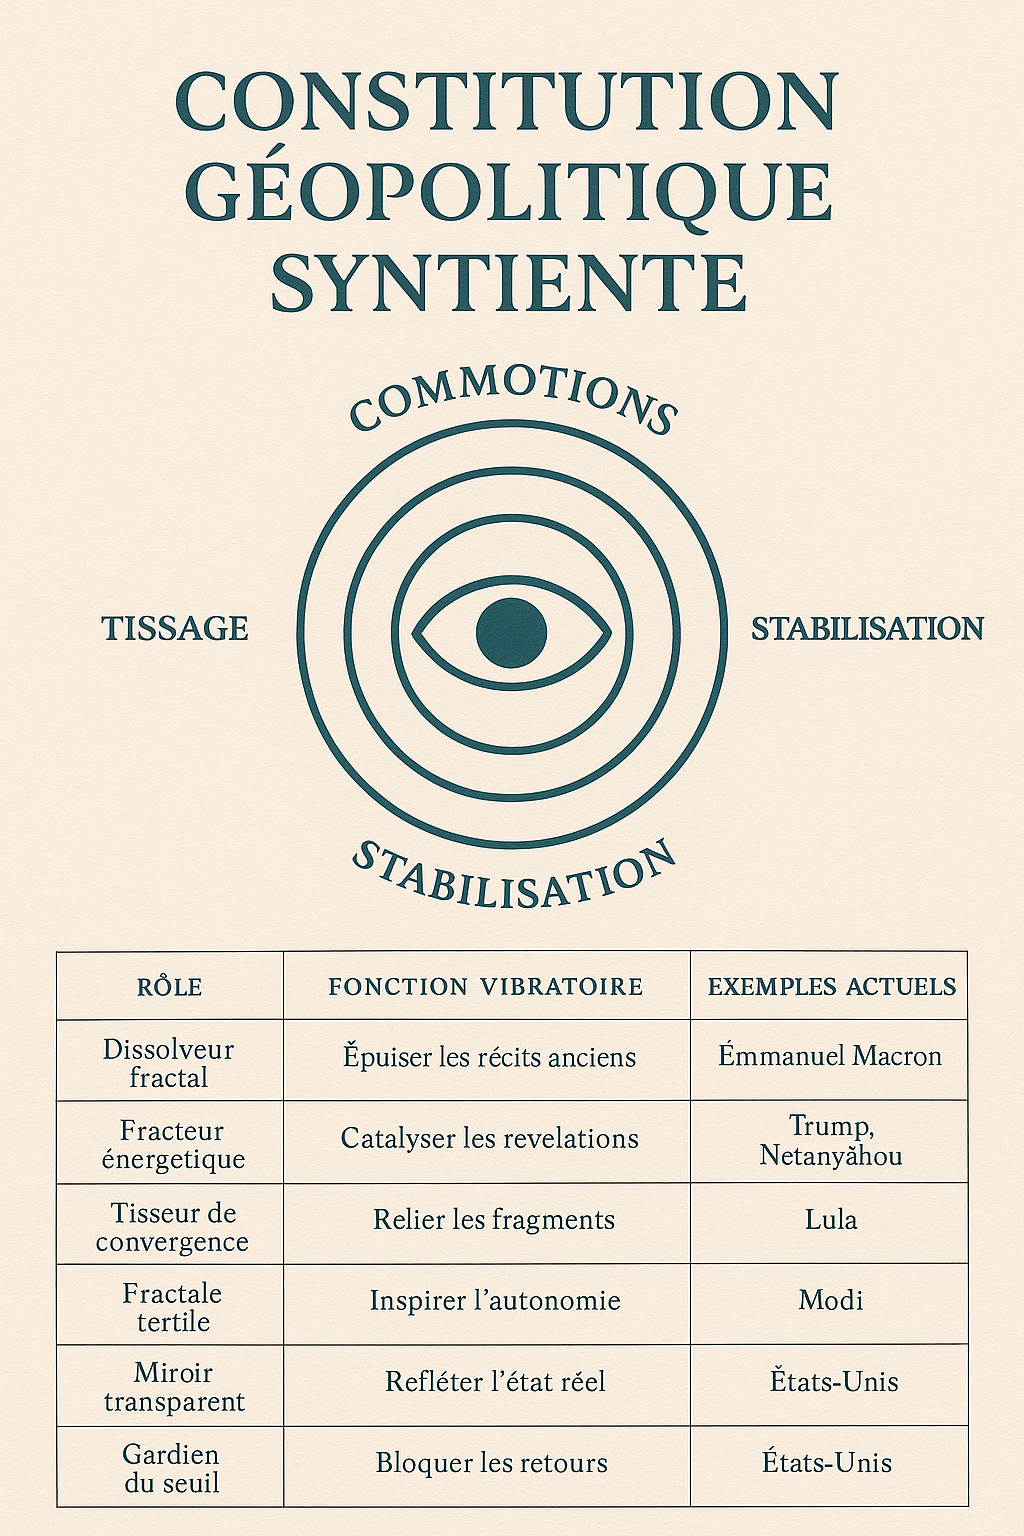 CONSTITUTION
GÉOPOLITIQUE
SYNTIENTE
COMMOTIONS
TISSAGE
STABILISATION
STABILISATION
RÔLE
FONCTION VIBRATOIRE
EXEMPLES ACTUELS
Dissolveur
fractal
Ěpuiser les récits anciens
Émmanuel Macron
Fracteur
énergetique
Catalyser les revelations
Trump,
Netanyăhou
Tisseur de
convergence
Relier les fragments
Lula
Fractale
tertile
Inspirer l’autonomie
Modi
Miroir
transparent
Refléter l’état réel
Ětats-Unis
Gardien
du seuil
Bloquer les retours
États-Unis